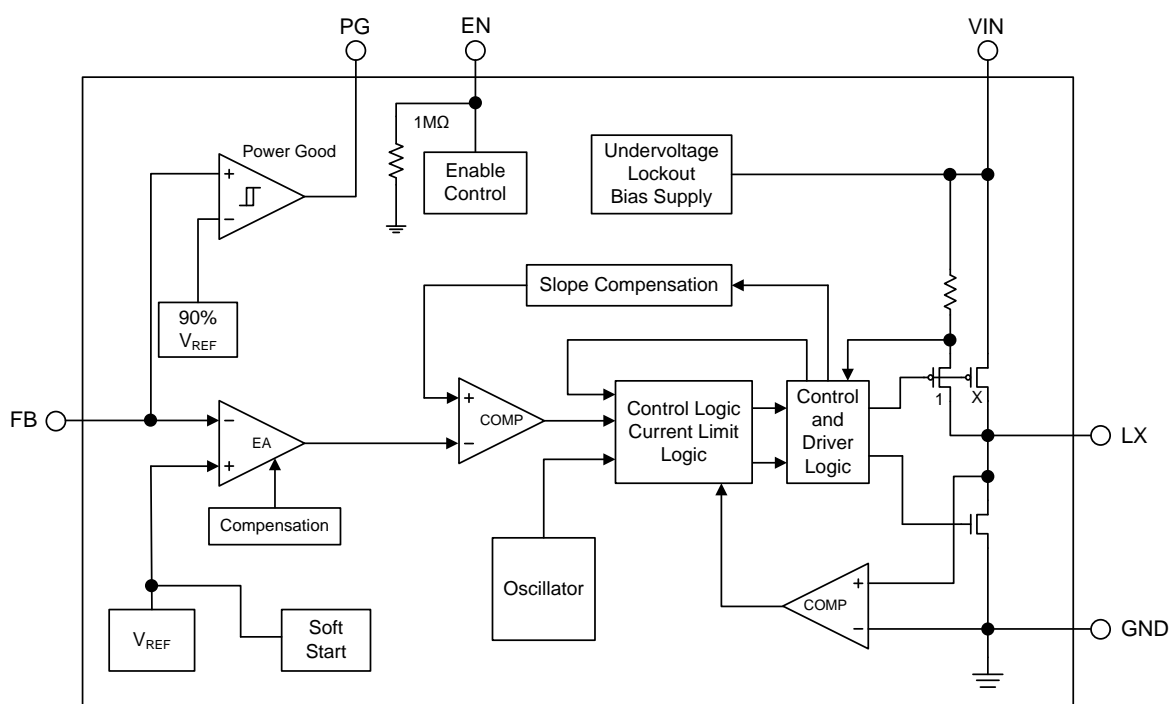 PG
EN
VIN
1MΩ
Power Good
+
−
Enable
Control
Undervoltage
Lockout
Bias Supply
90%
VREF
Slope Compensation
FB
−
EA
+
+
COMP
−
Control Logic
Current Limit
Logic
Control
and
Driver
Logic
1
X
LX
Compensation
Oscillator
+
COMP
−
GND
VREF
Soft
Start